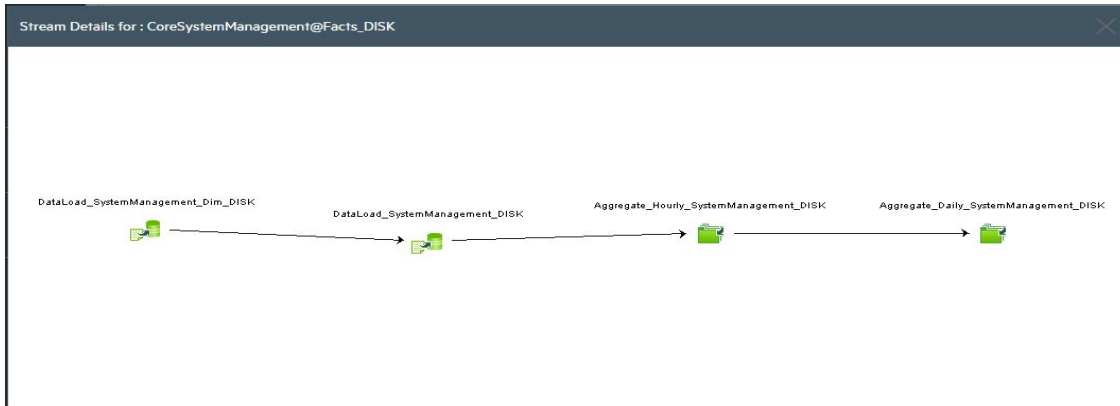 Stream Details for : CoreSystemManagement@Facts_DISK
DataLoad_SystemManagement_Dim_DISK
DataLoad_SystemManagement_DISK
Aggregate_Hourly_SystemManagement_DISK
Aggregate_Daily_SystemManagement_DISK